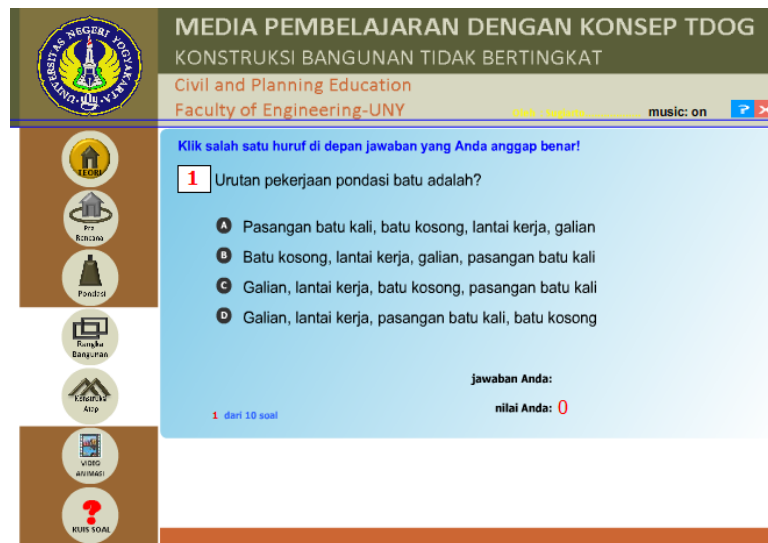 MEDIA PEMBELAJARAN DENGAN KONSEP TDOG
KONSTRUKSI BANGUNAN TIDAK BERTINGKAT
Civil and Planning Education
Faculty of Engineering-UNY
music: on
?
UNIV. NEGERI YOGYAKARTA
TEORI
Pra
Rencana
Pondasi
Rangka
Bangunan
Konstruksi
Atap
VIDEO
ANIMASI
KUIS SOAL
Klik salah satu huruf di depan jawaban yang Anda anggap benar!
1 Urutan pekerjaan pondasi batu adalah?
A Pasangan batu kali, batu kosong, lantai kerja, galian
B Batu kosong, lantai kerja, galian, pasangan batu kali
C Galian, lantai kerja, batu kosong, pasangan batu kali
D Galian, lantai kerja, pasangan batu kali, batu kosong
jawaban Anda:
nilai Anda: 0
1 dari 10 soal